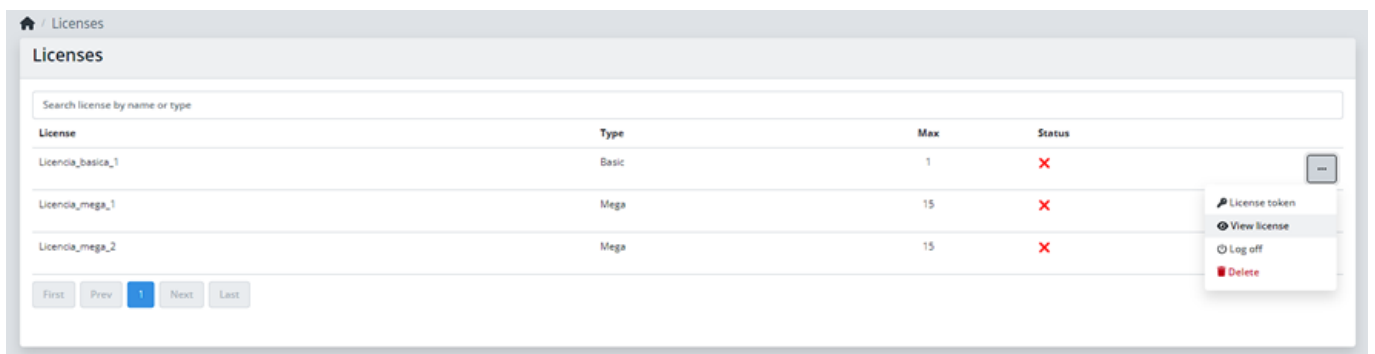 / Licenses
Licenses
Search license by name or type
License Type Max Status
Licencia_basica_1 Basic 1
Licencia_mega_1 Mega 15
License token
View license
Licencia_mega_2 Mega 15
Log off
Delete
First Prev 1 Next Last